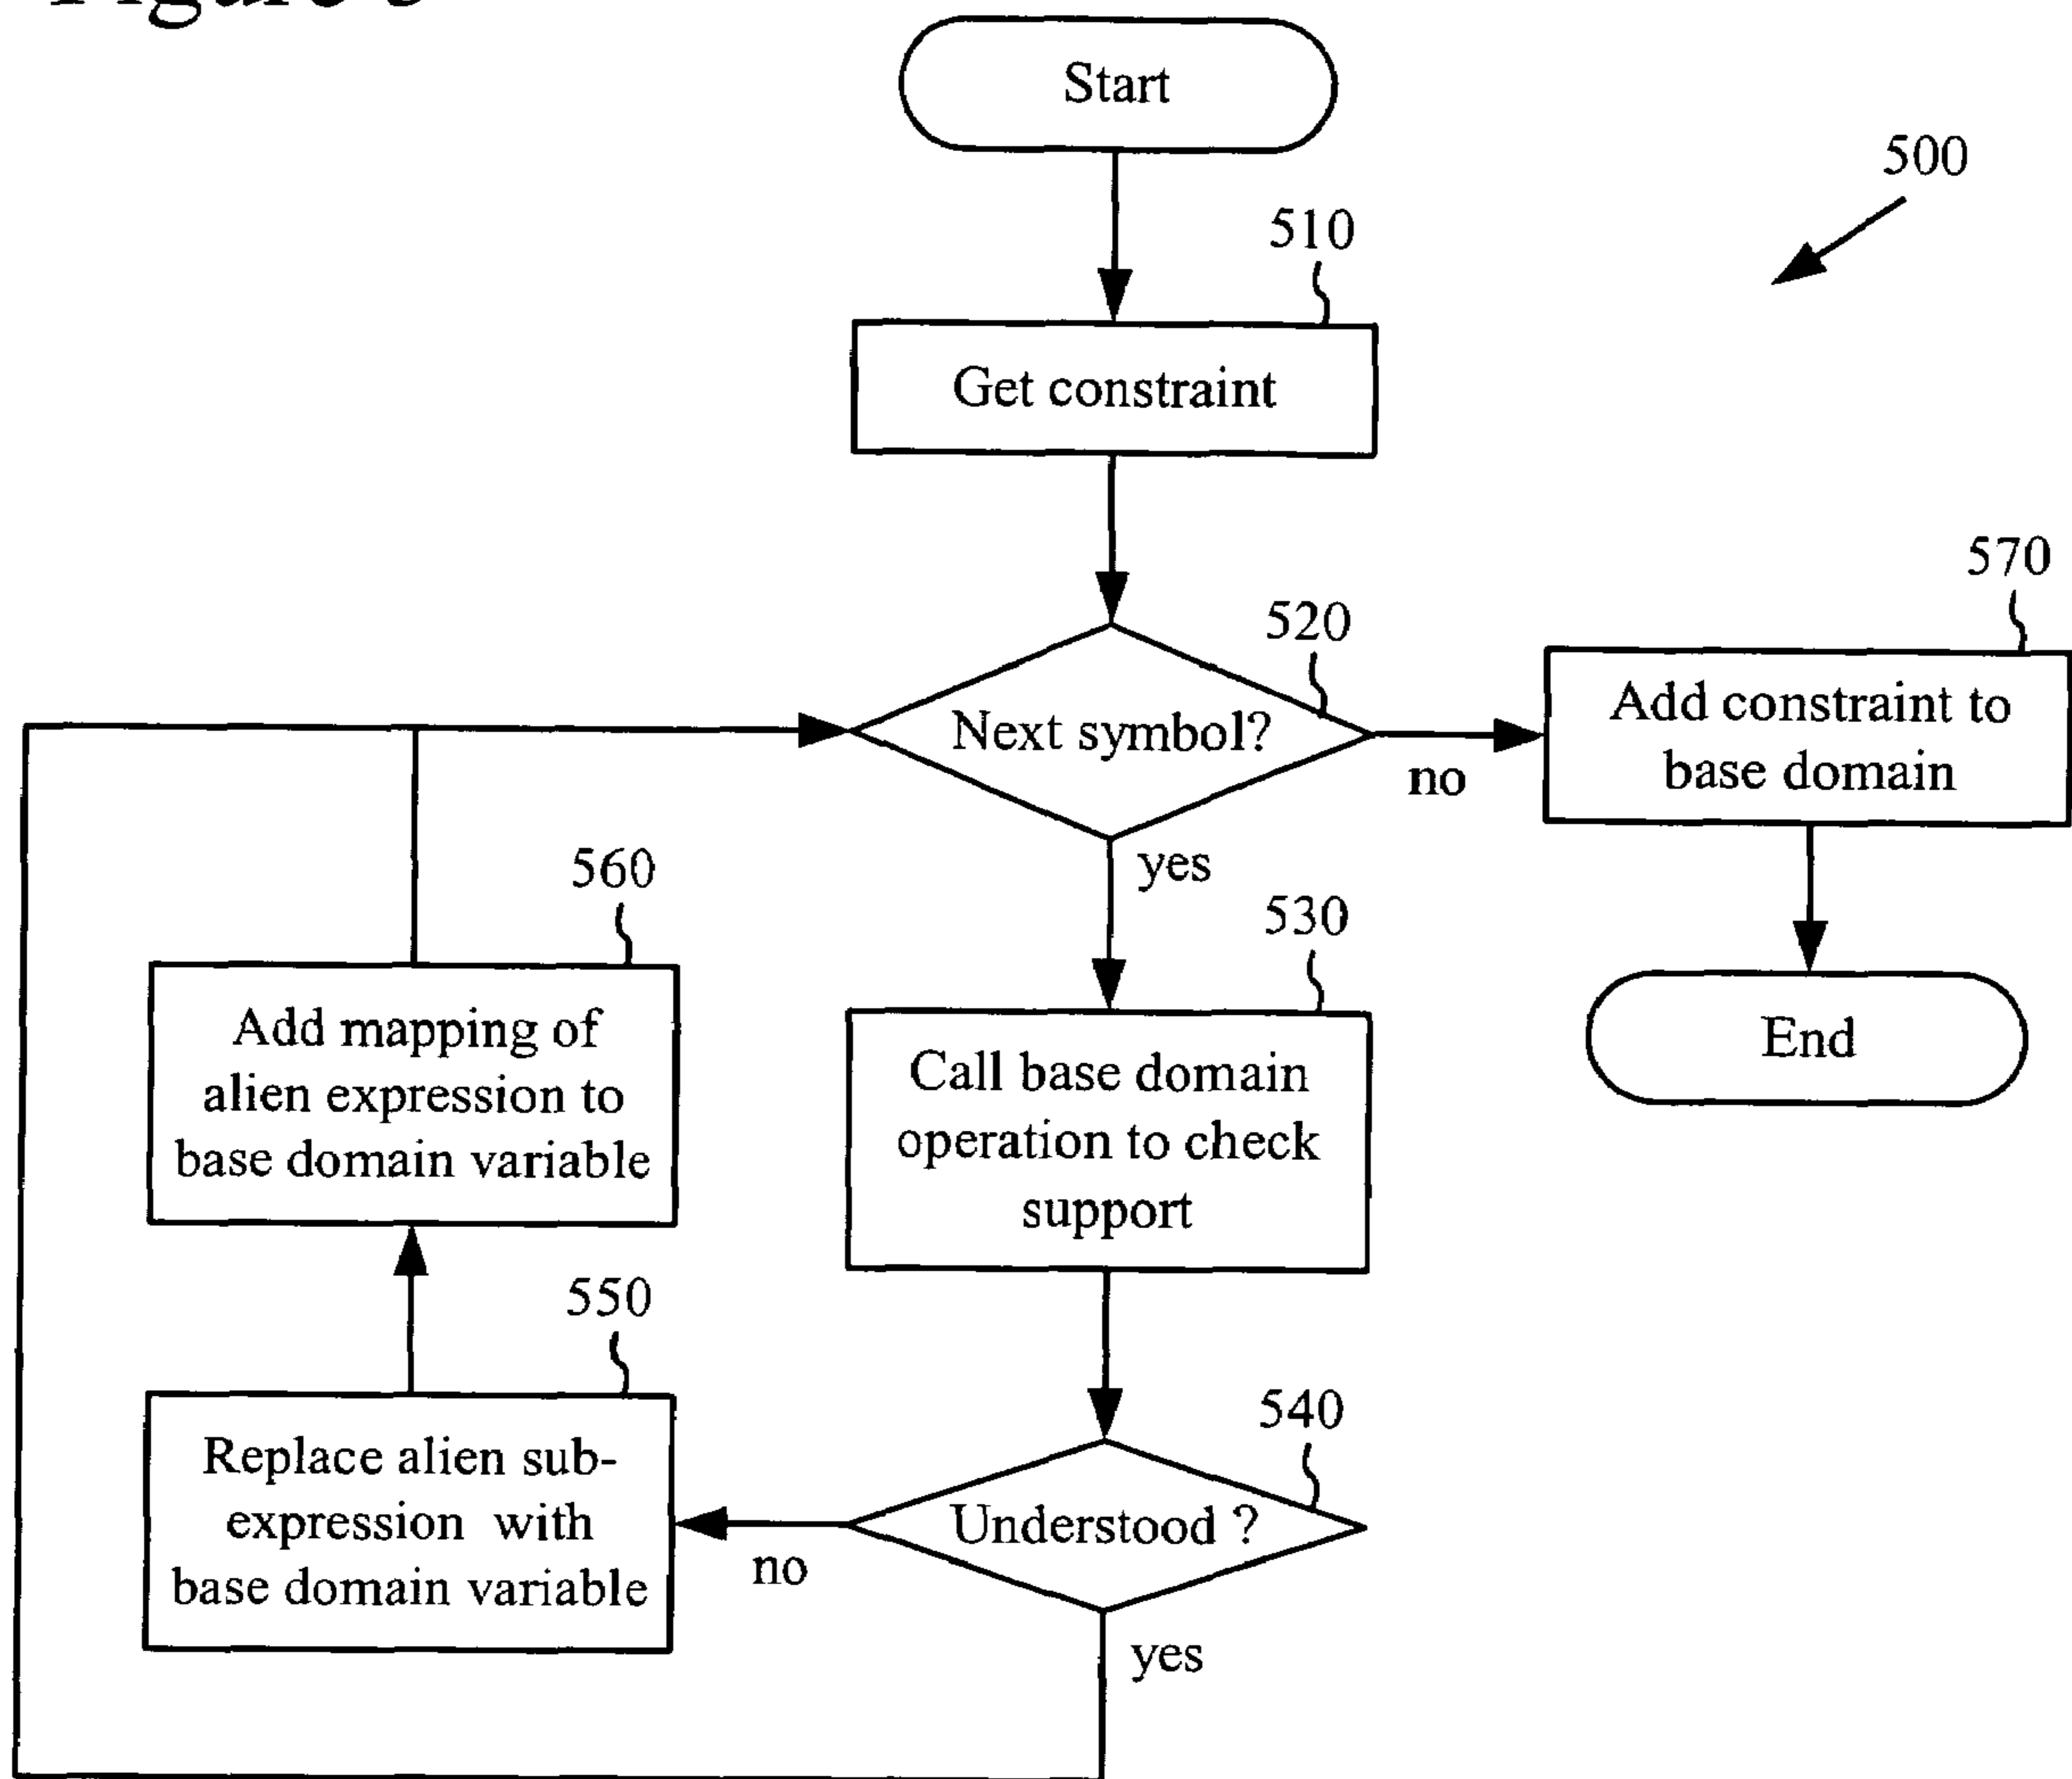 Start
500
510
Get constraint
520
Next symbol?
no
yes
570
Add constraint to
base domain
End
530
Call base domain
operation to check
support
540
Understood ?
no
yes
550
Replace alien sub-
expression with
base domain variable
560
Add mapping of
alien expression to
base domain variable